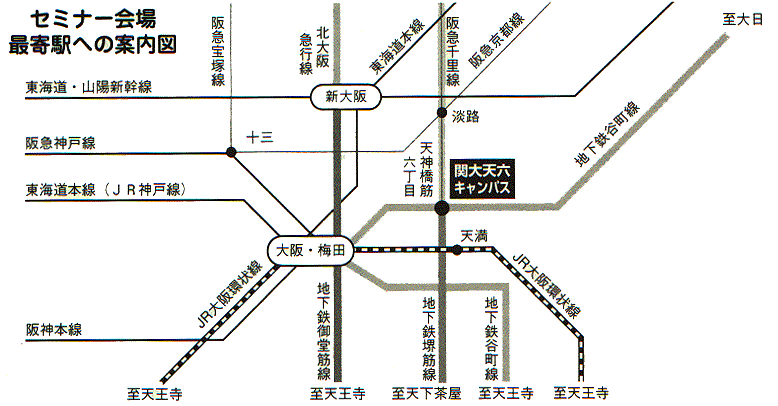 セミナー会場
最寄駅への案内図
阪急宝塚線
北大阪
急行線
東海道本線
阪急千里線
阪急京都線
至大日
東海道・山陽新幹線
新大阪
淡路
地下鉄谷町線
阪急神戸線
十三
天神橋筋
六丁目
関大天六
キャンパス
東海道本線（ＪＲ神戸線）
大阪・梅田
天満
JR大阪環状線
JR大阪環状線
阪神本線
地下鉄御堂筋線
地下鉄堺筋線
地下鉄谷町線
至天王寺
至天王寺
至天下茶屋
至天王寺
至天王寺